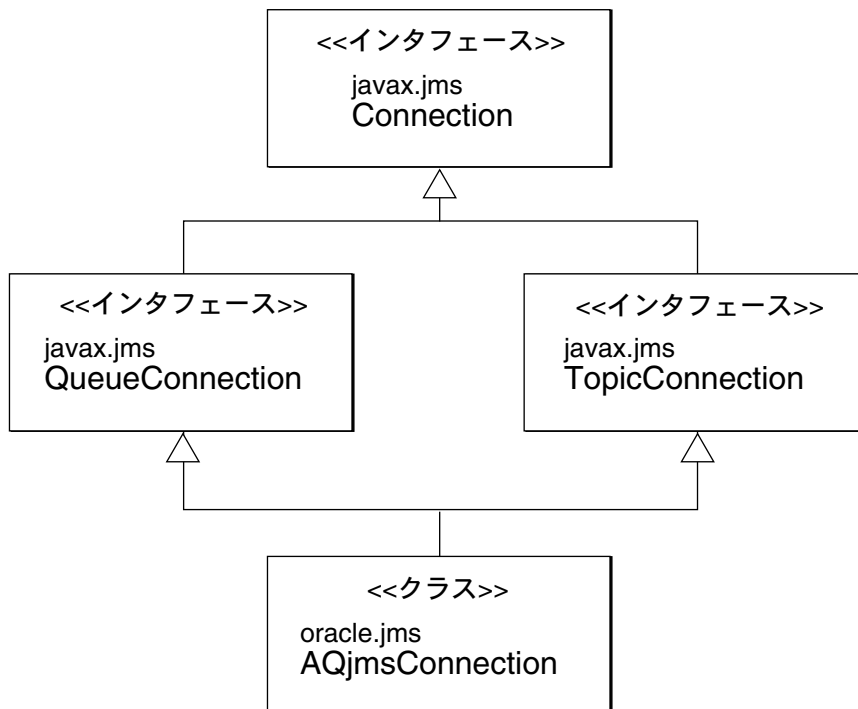 <<インタフェース>>
javax.jms
Connection
<<インタフェース>>
javax.jms
QueueConnection
<<インタフェース>>
javax.jms
TopicConnection
<<クラス>>
oracle.jms
AQjmsConnection